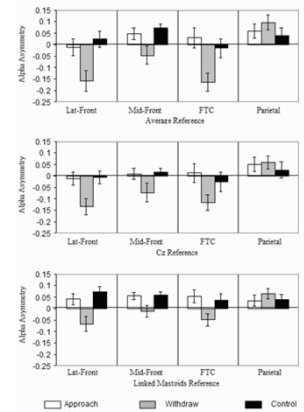 0.15
0.1
0.05
0
-0.05
-0.1
-0.15
-0.2
-0.25
Alpha Asymmetry
Lat-Front Mid-Front FTC Parietal
Average Reference
0.15
0.1
0.05
0
-0.05
-0.1
-0.15
-0.2
-0.25
Alpha Asymmetry
Lat-Front Mid-Front FTC Parietal
Cz Reference
0.15
0.1
0.05
0
-0.05
-0.1
-0.15
-0.2
-0.25
Alpha Asymmetry
Lat-Front Mid-Front FTC Parietal
Linked Mastoids Reference
Approach Withdraw Control